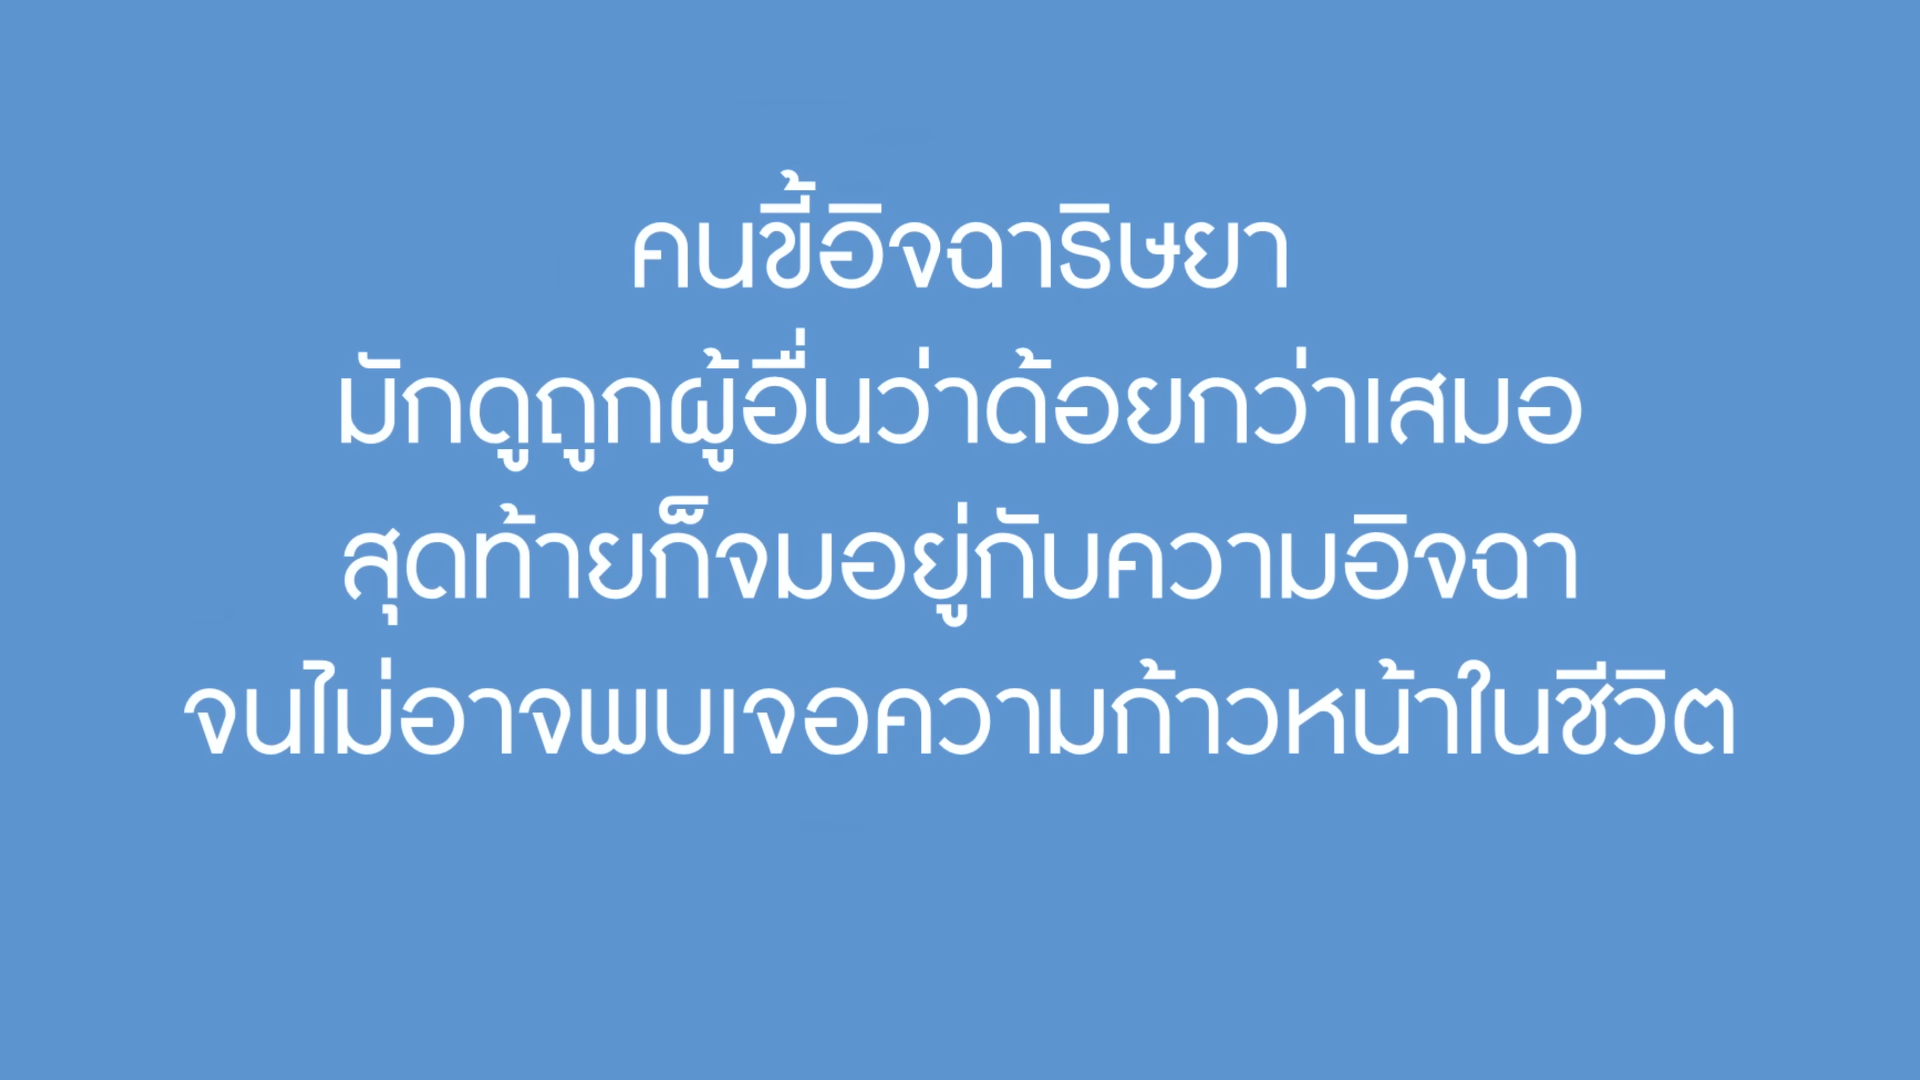 คนขี้อิจฉาริษยา
มักดูถูกผู้อื่นว่าด้อยกว่าเสมอ
สุดท้ายก็จมอยู่กับความอิจฉา
จนไม่อาจพบเจอความก้าวหน้าในชีวิต